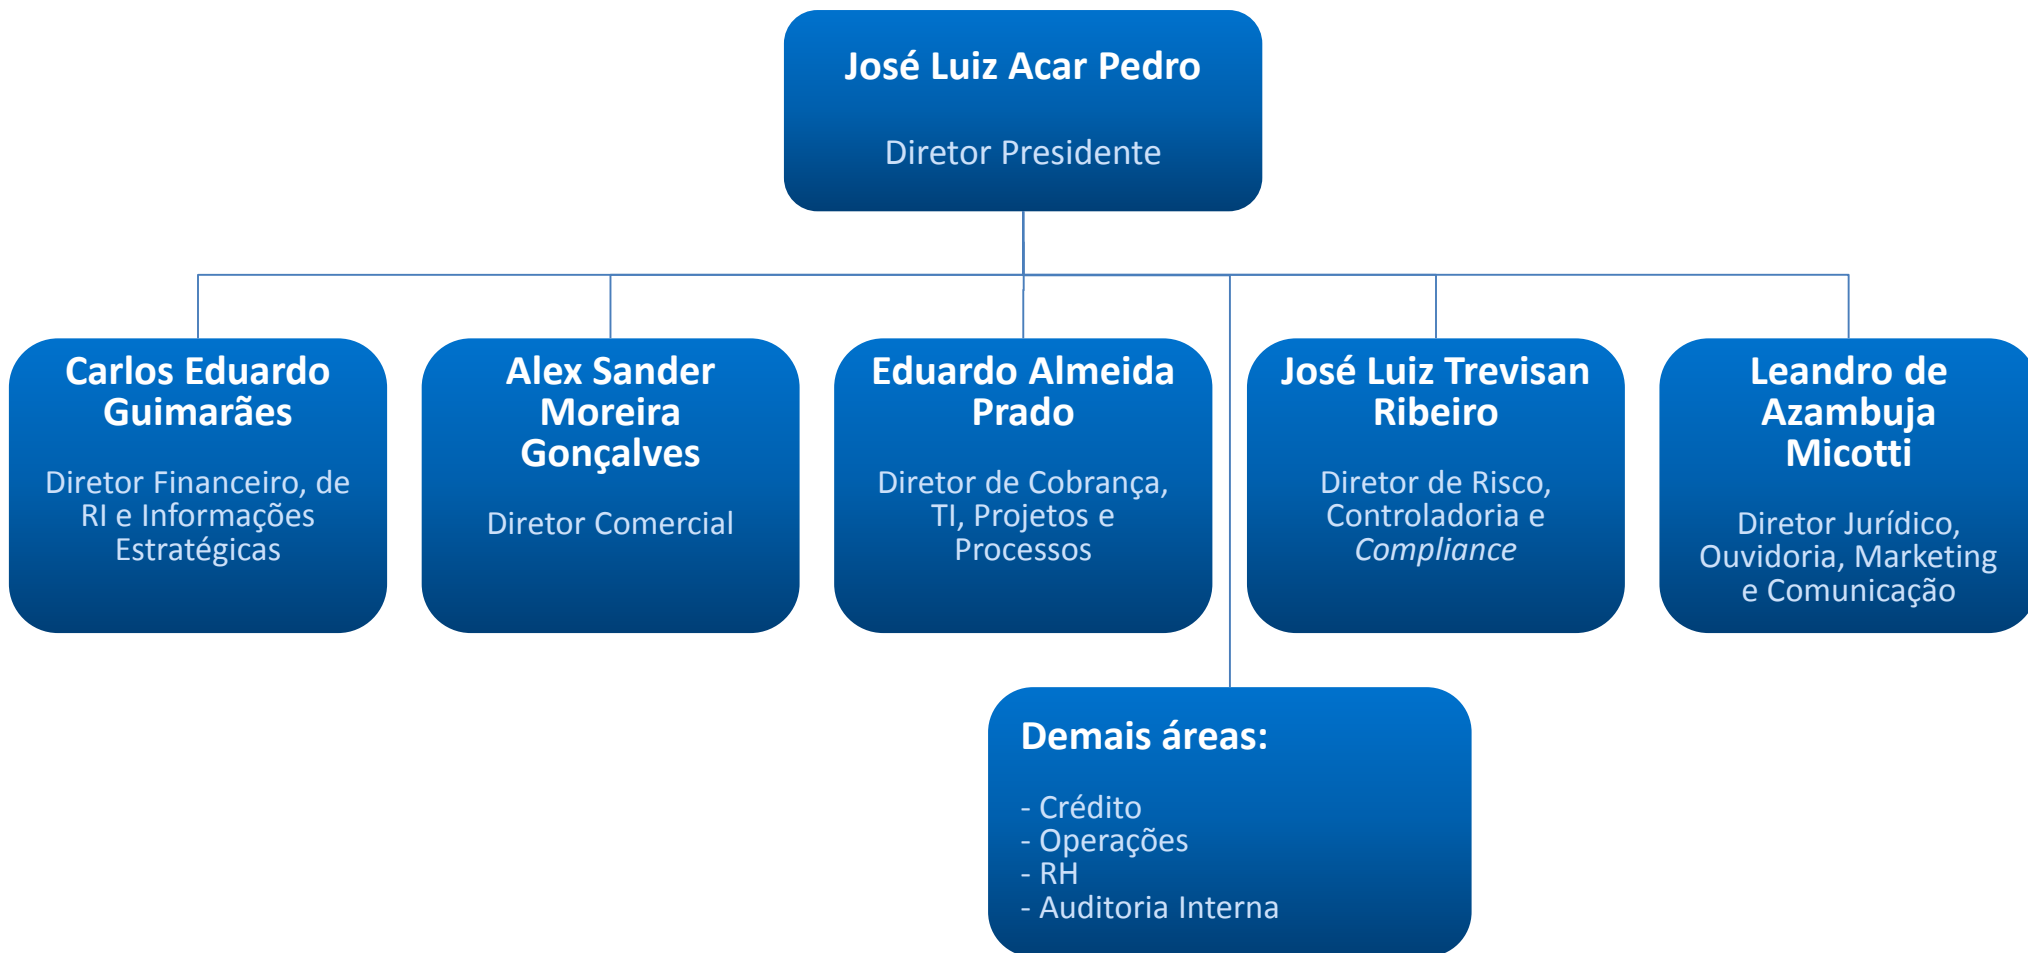 José Luiz Acar Pedro
Diretor Presidente
Carlos Eduardo
Guimarães
Diretor Financeiro, de
RI e Informações
Estratégicas
Alex Sander
Moreira
Gonçalves
Diretor Comercial
Eduardo Almeida
Prado
Diretor de Cobrança,
TI, Projetos e
Processos
José Luiz Trevisan
Ribeiro
Diretor de Risco,
Controladoria e
Compliance
Leandro de
Azambuja
Micotti
Diretor Jurídico,
Ouvidoria, Marketing
e Comunicação
Demais áreas:
- Crédito
- Operações
- RH
- Auditoria Interna